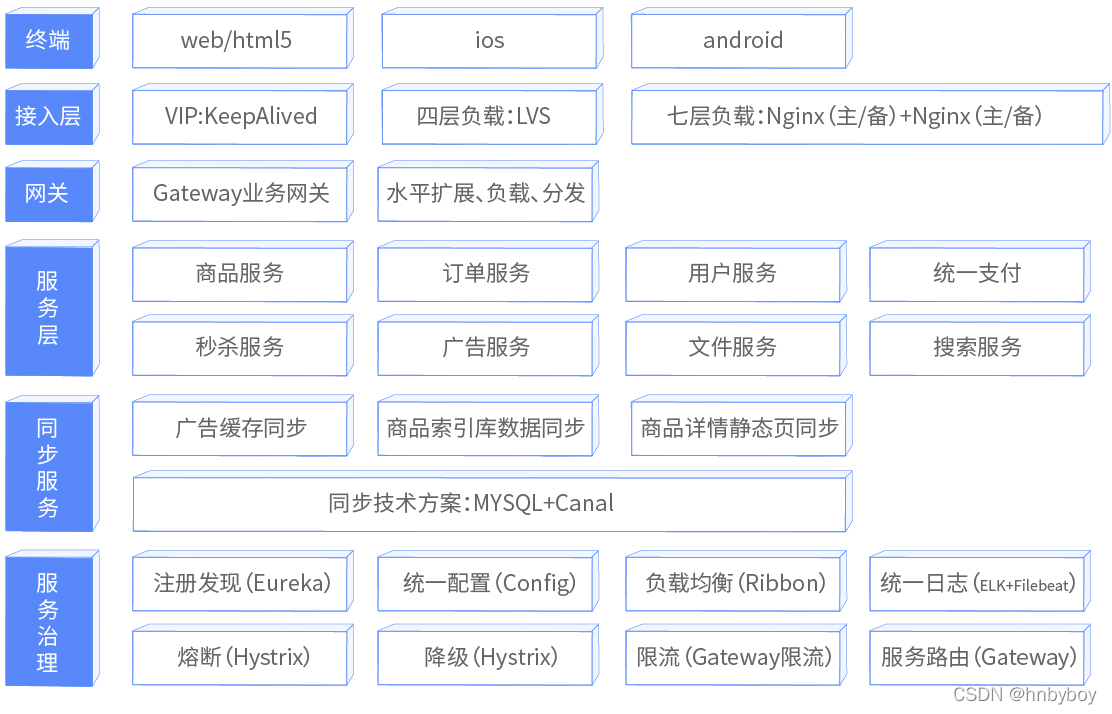 终端
web/html5
ios
android
接入层
VIP:KeepAlived
四层负载:LVS
七层负载:Nginx(主/备)+Nginx(主/备)
网关
Gateway业务网关
水平扩展、负载、分发
服务层
商品服务
订单服务
用户服务
统一支付
秒杀服务
广告服务
文件服务
搜索服务
同步服务
广告缓存同步
商品索引库数据同步
商品详情静态页同步
同步技术方案:MYSQL+Canal
服务治理
注册发现(Eureka)
统一配置(Config)
负载均衡(Ribbon)
统一日志(ELK+Filebeat)
熔断(Hystrix)
降级(Hystrix)
限流(Gateway限流)
服务路由(Gateway)
CSDN @hnbyboy